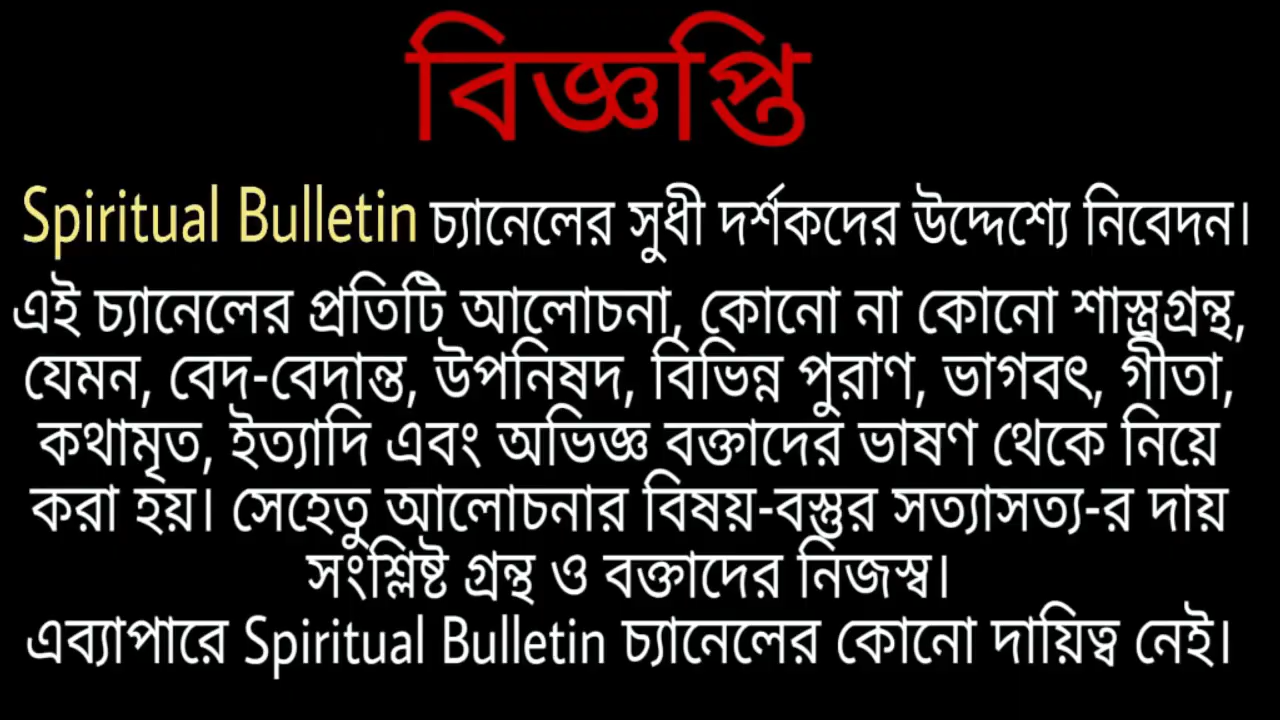 বিজ্ঞপ্তি
Spiritual Bulletin চ্যানেলের সুধী দর্শকদের উদ্দেশ্যে নিবেদন।
এই চ্যানেলের প্রতিটি আলোচনা, কোনো না কোনো শাস্ত্রগ্রন্থ,
যেমন, বেদ-বেদান্ত, উপনিষদ, বিভিন্ন পুরাণ, ভাগবৎ, গীতা,
কথামৃত, ইত্যাদি এবং অভিজ্ঞ বক্তাদের ভাষণ থেকে নিয়ে
করা হয়। সেহেতু আলোচনার বিষয়-বস্তুর সত্যাসত্য-র দায়
সংশ্লিষ্ট গ্রন্থ ও বক্তাদের নিজস্ব।
এব্যাপারে Spiritual Bulletin চ্যানেলের কোনো দায়িত্ব নেই।